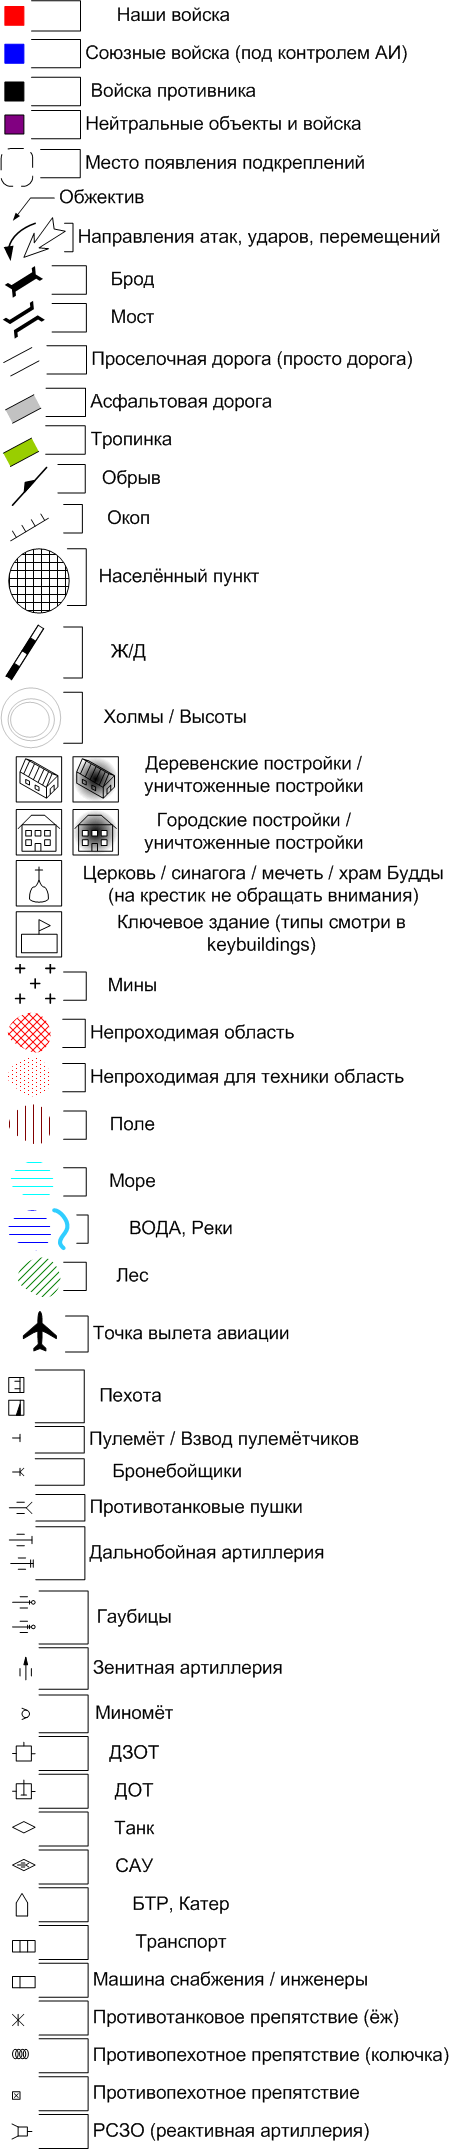 Наши войска
Союзные войска (под контролем АИ)
Войска противника
Нейтральные объекты и войска
Место появления подкреплений
Обжектив
Направления атак, ударов, перемещений
Брод
Мост
Проселочная дорога (просто дорога)
Асфальтовая дорога
Тропинка
Обрыв
Окоп
Населённый пункт
Ж/Д
Холмы / Высоты
Деревенские постройки /
уничтоженные постройки
Городские постройки /
уничтоженные постройки
Церковь / синагога / мечеть / храм Будды
(на крестик не обращать внимания)
Ключевое здание (типы смотри в
keybuildings)
Мины
Непроходимая область
Непроходимая для техники область
Поле
Море
ВОДА, Реки
Лес
Точка вылета авиации
Пехота
Пулемёт / Взвод пулемётчиков
Бронебойщики
Противотанковые пушки
Дальнобойная артиллерия
Гаубицы
Зенитная артиллерия
Миномёт
ДЗОТ
ДОТ
Танк
САУ
БТР, Катер
Транспорт
Машина снабжения / инженеры
Противотанковое препятствие (ёж)
Противопехотное препятствие (колючка)
Противопехотное препятствие
РСЗО (реактивная артиллерия)